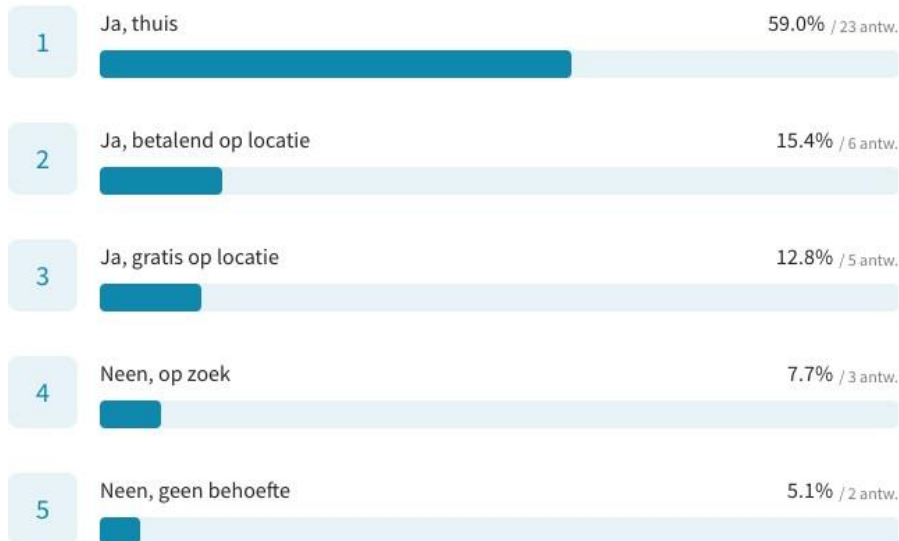 1 Ja, thuis 59.0% / 23 antw.
2 Ja, betalend op locatie 15.4% / 6 antw.
3 Ja, gratis op locatie 12.8% / 5 antw.
4 Neen, op zoek 7.7% / 3 antw.
5 Neen, geen behoefte 5.1% / 2 antw.